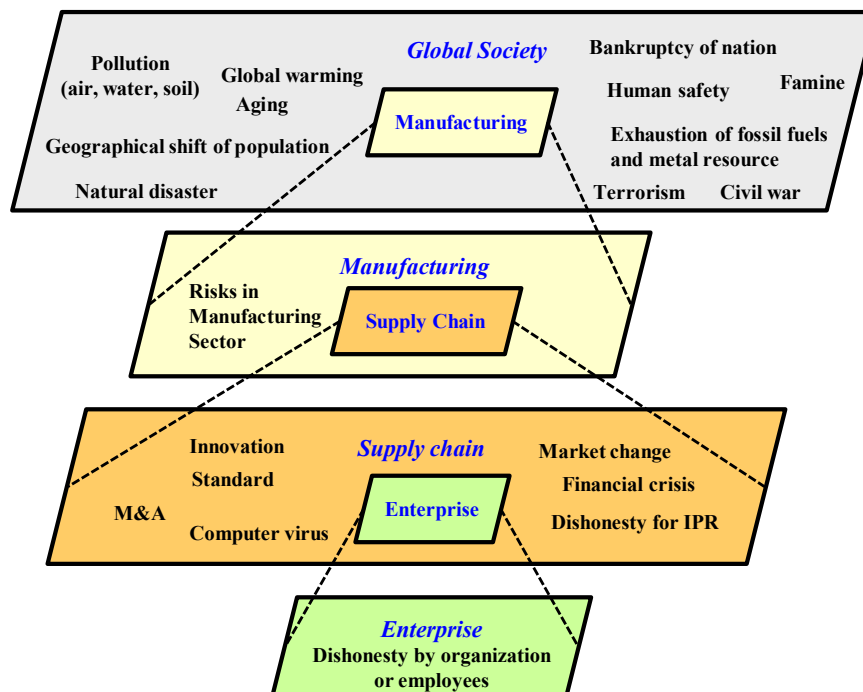 Global Society
Bankruptcy of nation
Pollution
(air, water, soil)
Global warming
Aging
Human safety
Famine
Manufacturing
Geographical shift of population
Exhaustion of fossil fuels
and metal resource
Natural disaster
Terrorism
Civil war
Manufacturing
Risks in
Manufacturing
Sector
Supply Chain
Innovation
Supply chain
Market change
Standard
Financial crisis
M&A
Enterprise
Computer virus
Dishonesty for IPR
Enterprise
Dishonesty by organization
or employees